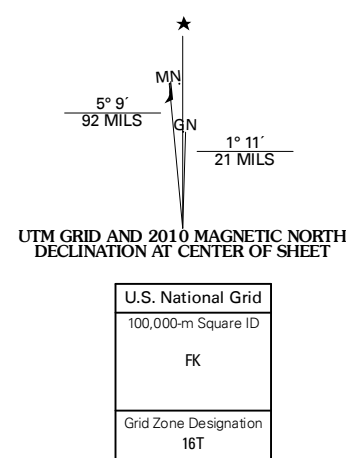 ★
MN
5° 9´
92 MILS
GN
1° 11´
21 MILS
UTM GRID AND 2010 MAGNETIC NORTH
DECLINATION AT CENTER OF SHEET
U.S. National Grid
100,000-m Square ID
FK
Grid Zone Designation
16T